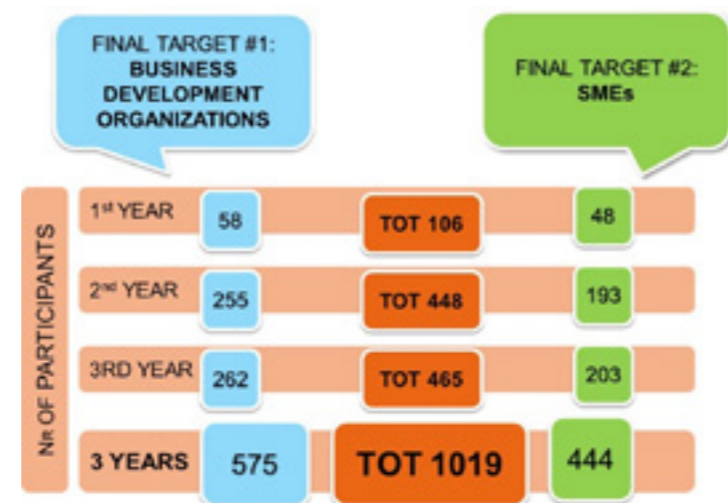 FINAL TARGET #1:
BUSINESS
DEVELOPMENT
ORGANIZATIONS
FINAL TARGET #2:
SMEs
NR OF PARTICIPANTS
1st YEAR 58 TOT 106 48
2nd YEAR 255 TOT 448 193
3RD YEAR 262 TOT 465 203
3 YEARS 575 TOT 1019 444